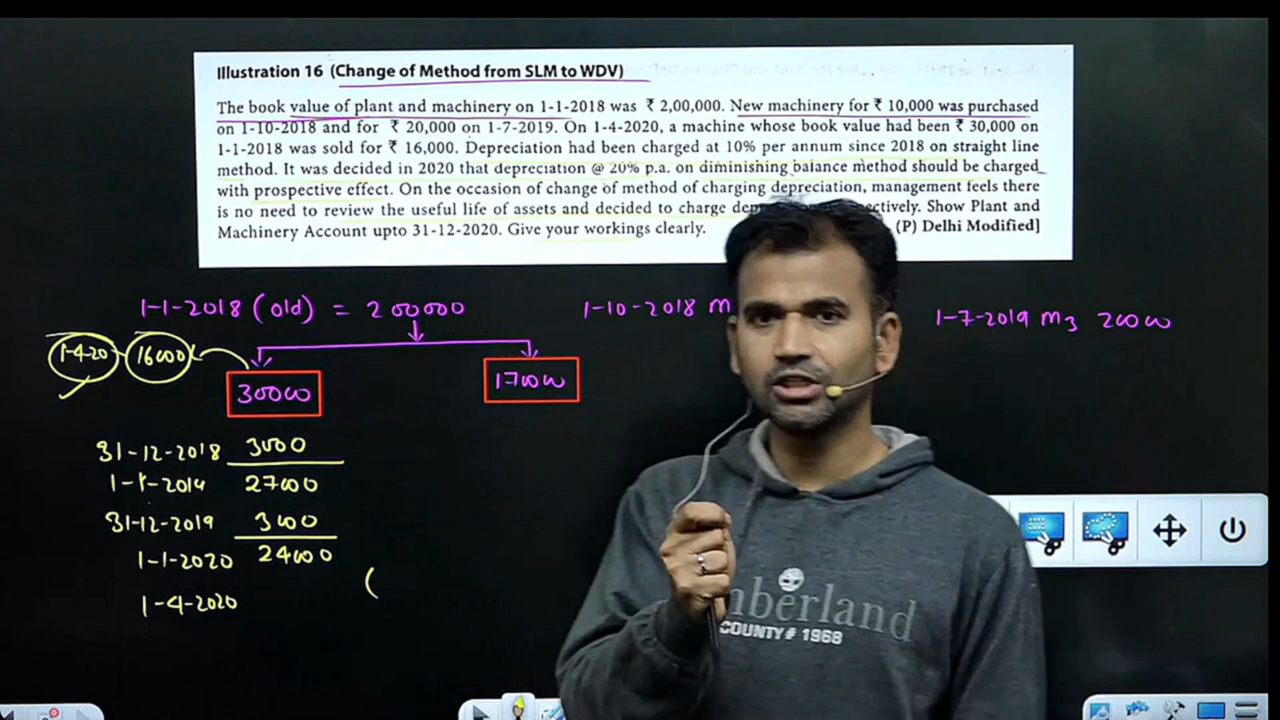 Illustration 16 (Change of Method from SLM to WDV)
The book value of plant and machinery on 1-1-2018 was ₹ 2,00,000. New machinery for ₹ 10,000 was purchased
on 1-10-2018 and for ₹ 20,000 on 1-7-2019. On 1-4-2020, a machine whose book value had been ₹ 30,000 on
1-1-2018 was sold for ₹ 16,000. Depreciation had been charged at 10% per annum since 2018 on straight line
method. It was decided in 2020 that depreciation @ 20% p.a. on diminishing balance method should be charged
with prospective effect. On the occasion of change of method of charging depreciation, management feels there
is no need to review the useful life of assets and decided to charge dep ectively. Show Plant and
Machinery Account upto 31-12-2020. Give your workings clearly. (P) Delhi Modified]
1-1-2018 (old) = 200000 1-10-2018 m 1-7-2019 m3 20000
1-4-20 16000
30000 170000
31-12-2018 3000
27000
31-12-2019 3000
1-1-2020 24000
1-4-2020 (
mberland
COUNTY# 1968